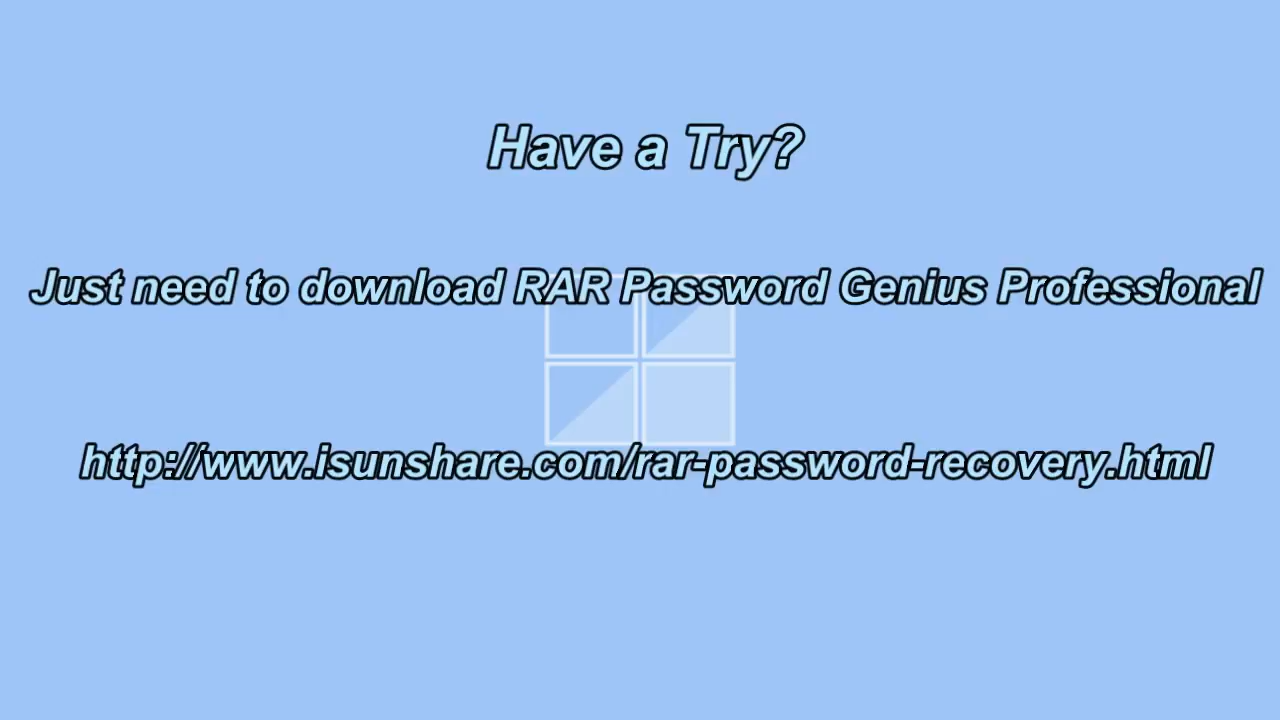 Have a Try?
Just need to download RAR Password Genius Professional
http://www.isunshare.com/rar-password-recovery.html